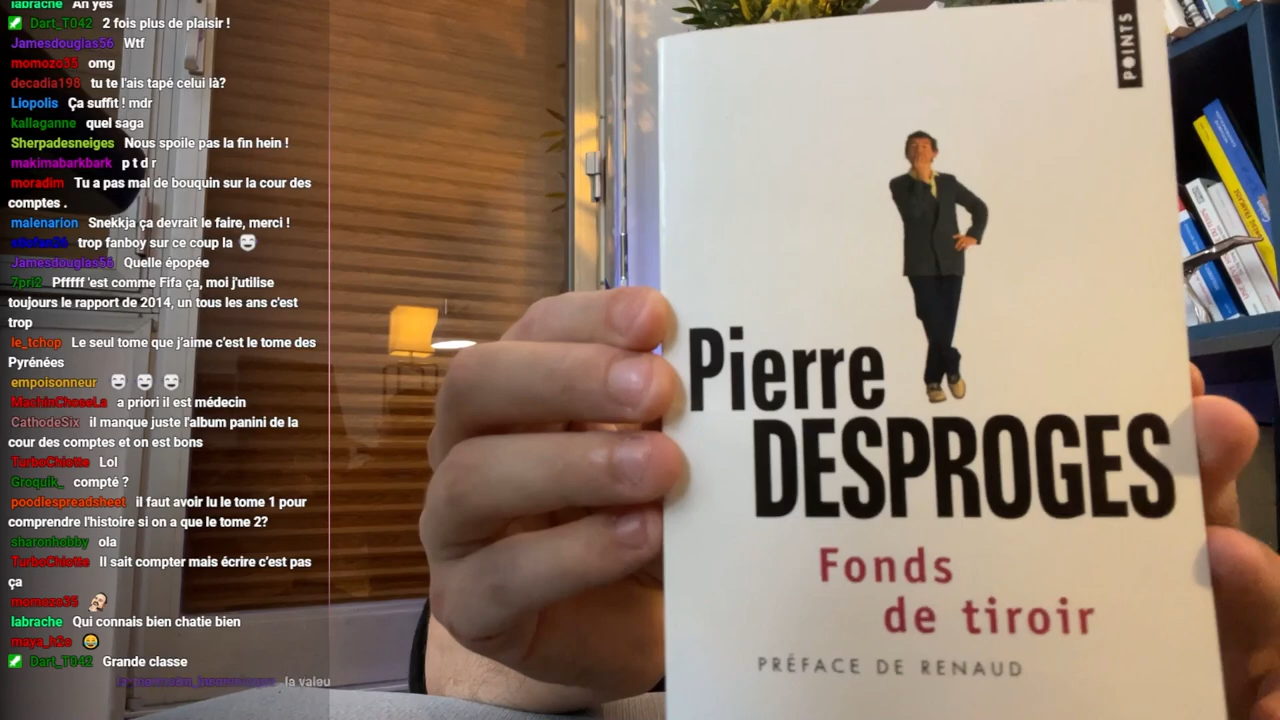 labrache Ah yes
Dart_T042 2 fois plus de plaisir !
Jamesdouglas56 Wtf
momozo35 omg
decadia198 tu te l'ais tapé celui là?
Liopolis Ça suffit ! mdr
kallaganne quel saga
Sherpadesneiges Nous spoile pas la fin hein !
makimabarkbark p t d r
moradim Tu a pas mal de bouquin sur la cour des
comptes .
malenarion Snekkja ça devrait le faire, merci !
trop fanboy sur ce coup la
Jamesdouglas56 Quelle épopée
7pri2 Pfffff 'est comme Fifa ça, moi j'utilise
toujours le rapport de 2014, un tous les ans c'est
trop
le_tchop Le seul tome que j'aime c'est le tome des
Pyrénées
empoisonneur
MachinChoseLa a priori il est médecin
CathodeSix il manque juste l'album panini de la
cour des comptes et on est bons
TurboChiotte Lol
Groquik_ compté ?
poodlespreadsheet il faut avoir lu le tome 1 pour
comprendre l'histoire si on a que le tome 2?
sharonhobby ola
TurboChiotte Il sait compter mais écrire c'est pas
ça
momozo35
labrache Qui connais bien chatie bien
maya_h2o
Dart_T042 Grande classe
la valeu
POINTS
Pierre
DESPROGES
Fonds
de tiroir
PRÉFACE DE RENAUD